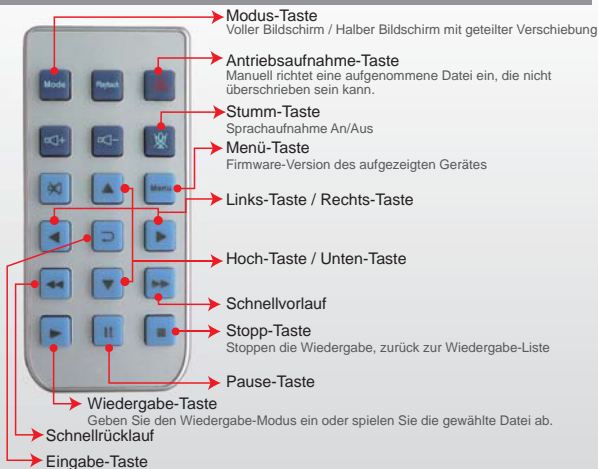 Modus-Taste
Voller Bildschirm / Halber Bildschirm mit geteilter Verschiebung
Antriebsaufnahme-Taste
Manuell richtet eine aufgenommene Datei ein, die nicht
überschrieben sein kann.
Stumm-Taste
Sprachaufnahme An/Aus
Menü-Taste
Firmware-Version des aufgezeigten Gerätes
Links-Taste / Rechts-Taste
Hoch-Taste / Unten-Taste
Schnellvorlauf
Stopp-Taste
Stoppen die Wiedergabe, zurück zur Wiedergabe-Liste
Pause-Taste
Wiedergabe-Taste
Geben Sie den Wiedergabe-Modus ein oder spielen Sie die gewählte Datei ab.
Schnellrücklauf
Eingabe-Taste
Mode
Playback
Menu